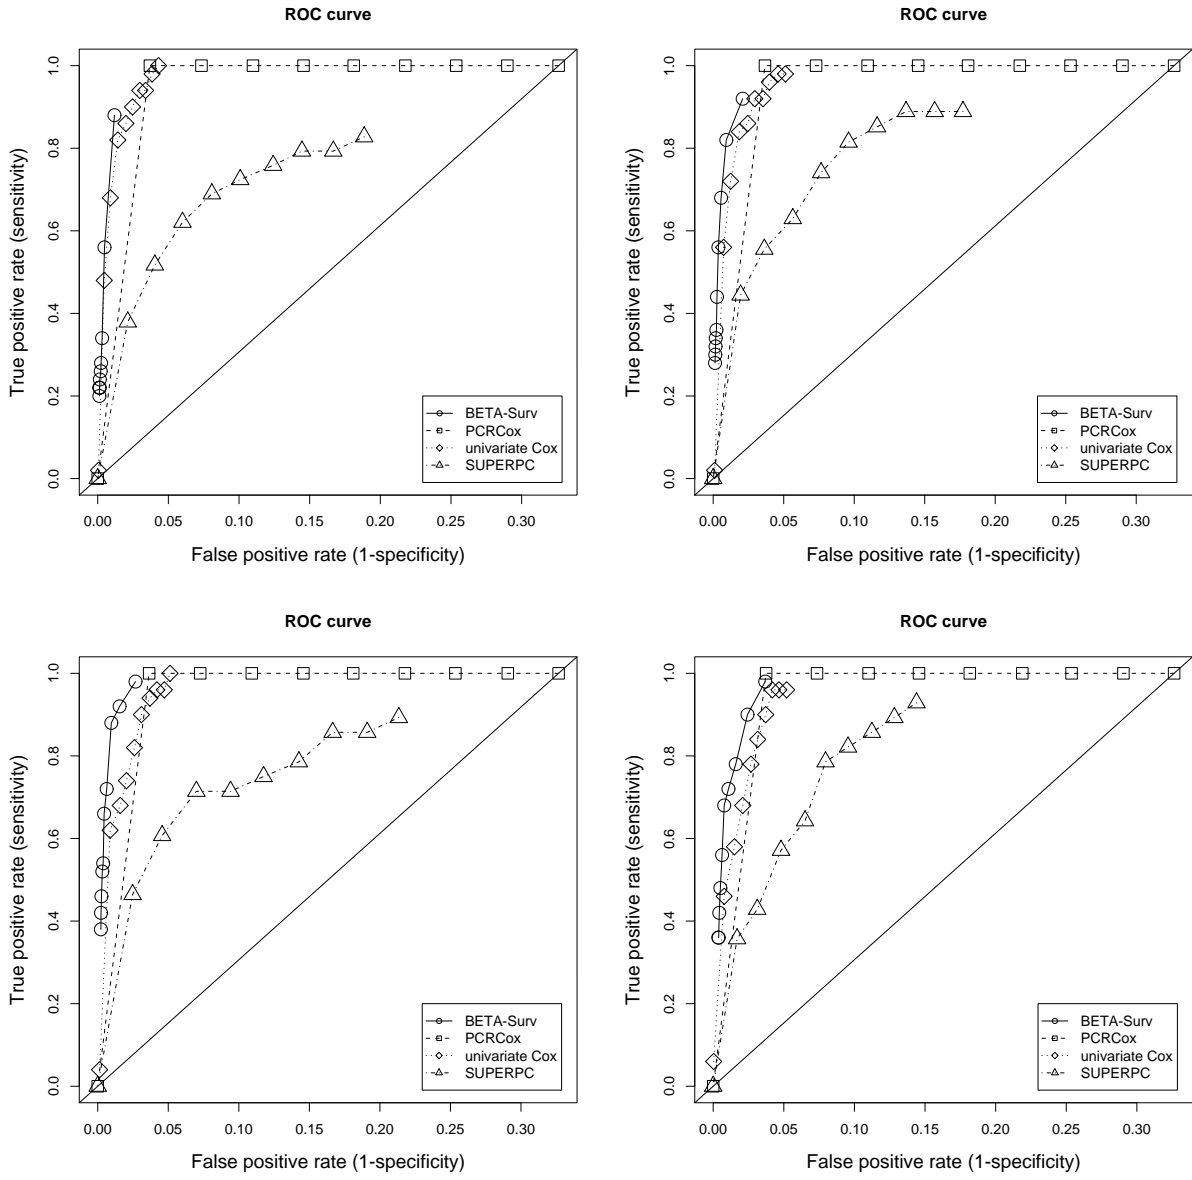 ROC curve
True positive rate (sensitivity)
1.0
0.8
0.6
0.4
0.2
0.0
BETA-Surv
PCRCox
univariate Cox
SUPERPC
0.00 0.05 0.10 0.15 0.20 0.25 0.30
False positive rate (1-specificity)
ROC curve
True positive rate (sensitivity)
1.0
0.8
0.6
0.4
0.2
0.0
BETA-Surv
PCRCox
univariate Cox
SUPERPC
0.00 0.05 0.10 0.15 0.20 0.25 0.30
False positive rate (1-specificity)
ROC curve
True positive rate (sensitivity)
1.0
0.8
0.6
0.4
0.2
0.0
BETA-Surv
PCRCox
univariate Cox
SUPERPC
0.00 0.05 0.10 0.15 0.20 0.25 0.30
False positive rate (1-specificity)
ROC curve
True positive rate (sensitivity)
1.0
0.8
0.6
0.4
0.2
0.0
BETA-Surv
PCRCox
univariate Cox
SUPERPC
0.00 0.05 0.10 0.15 0.20 0.25 0.30
False positive rate (1-specificity)